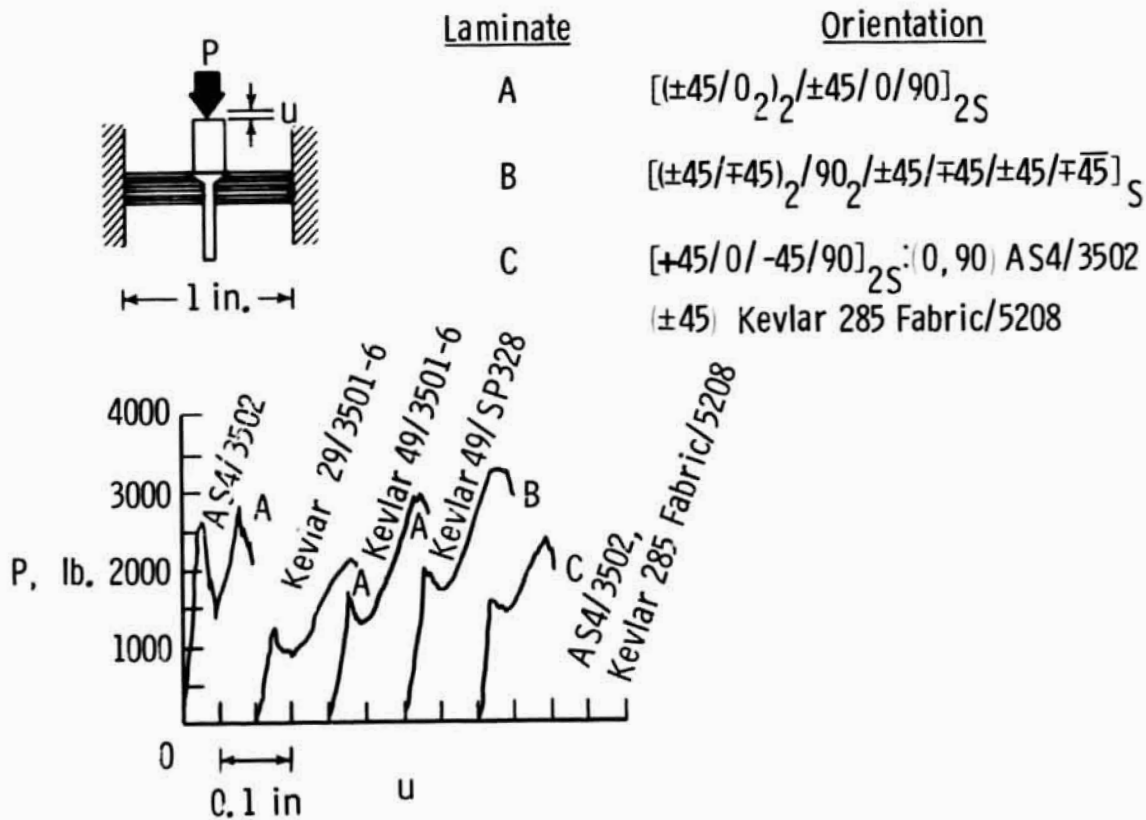 Laminate Orientation
P
u
A [(±45/0₂)₂/±45/0/90]₂S
B [(±45/∓45)₂/90₂/±45/∓45/±45/∓4̅5̅]S
C [+45/0/-45/90]₂S:(0,90) AS4/3502
(±45) Kevlar 285 Fabric/5208
1 in.
AS4/3502
Kevlar 29/3501-6
Kevlar 49/3501-6
Kevlar 49/SP328
AS4/3502,
Kevlar 285 Fabric/5208
4000
3000
P, lb. 2000
1000
0
A
A
A
B
C
0.1 in
u